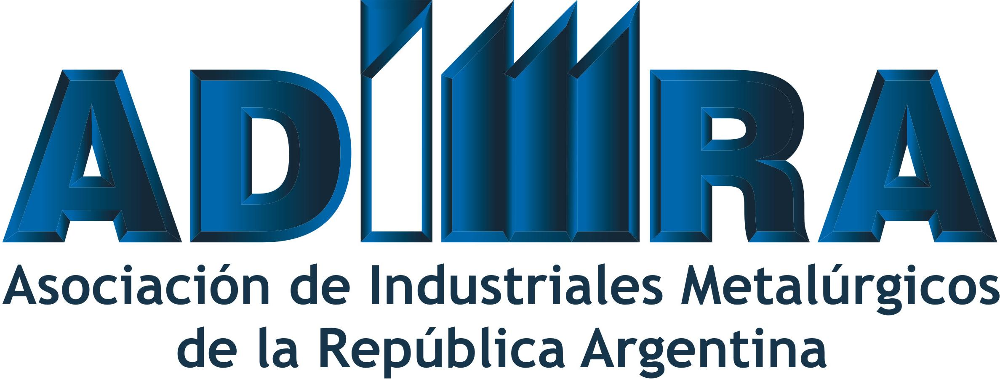 ADIMRA
Asociación de Industriales Metalúrgicos
de la República Argentina